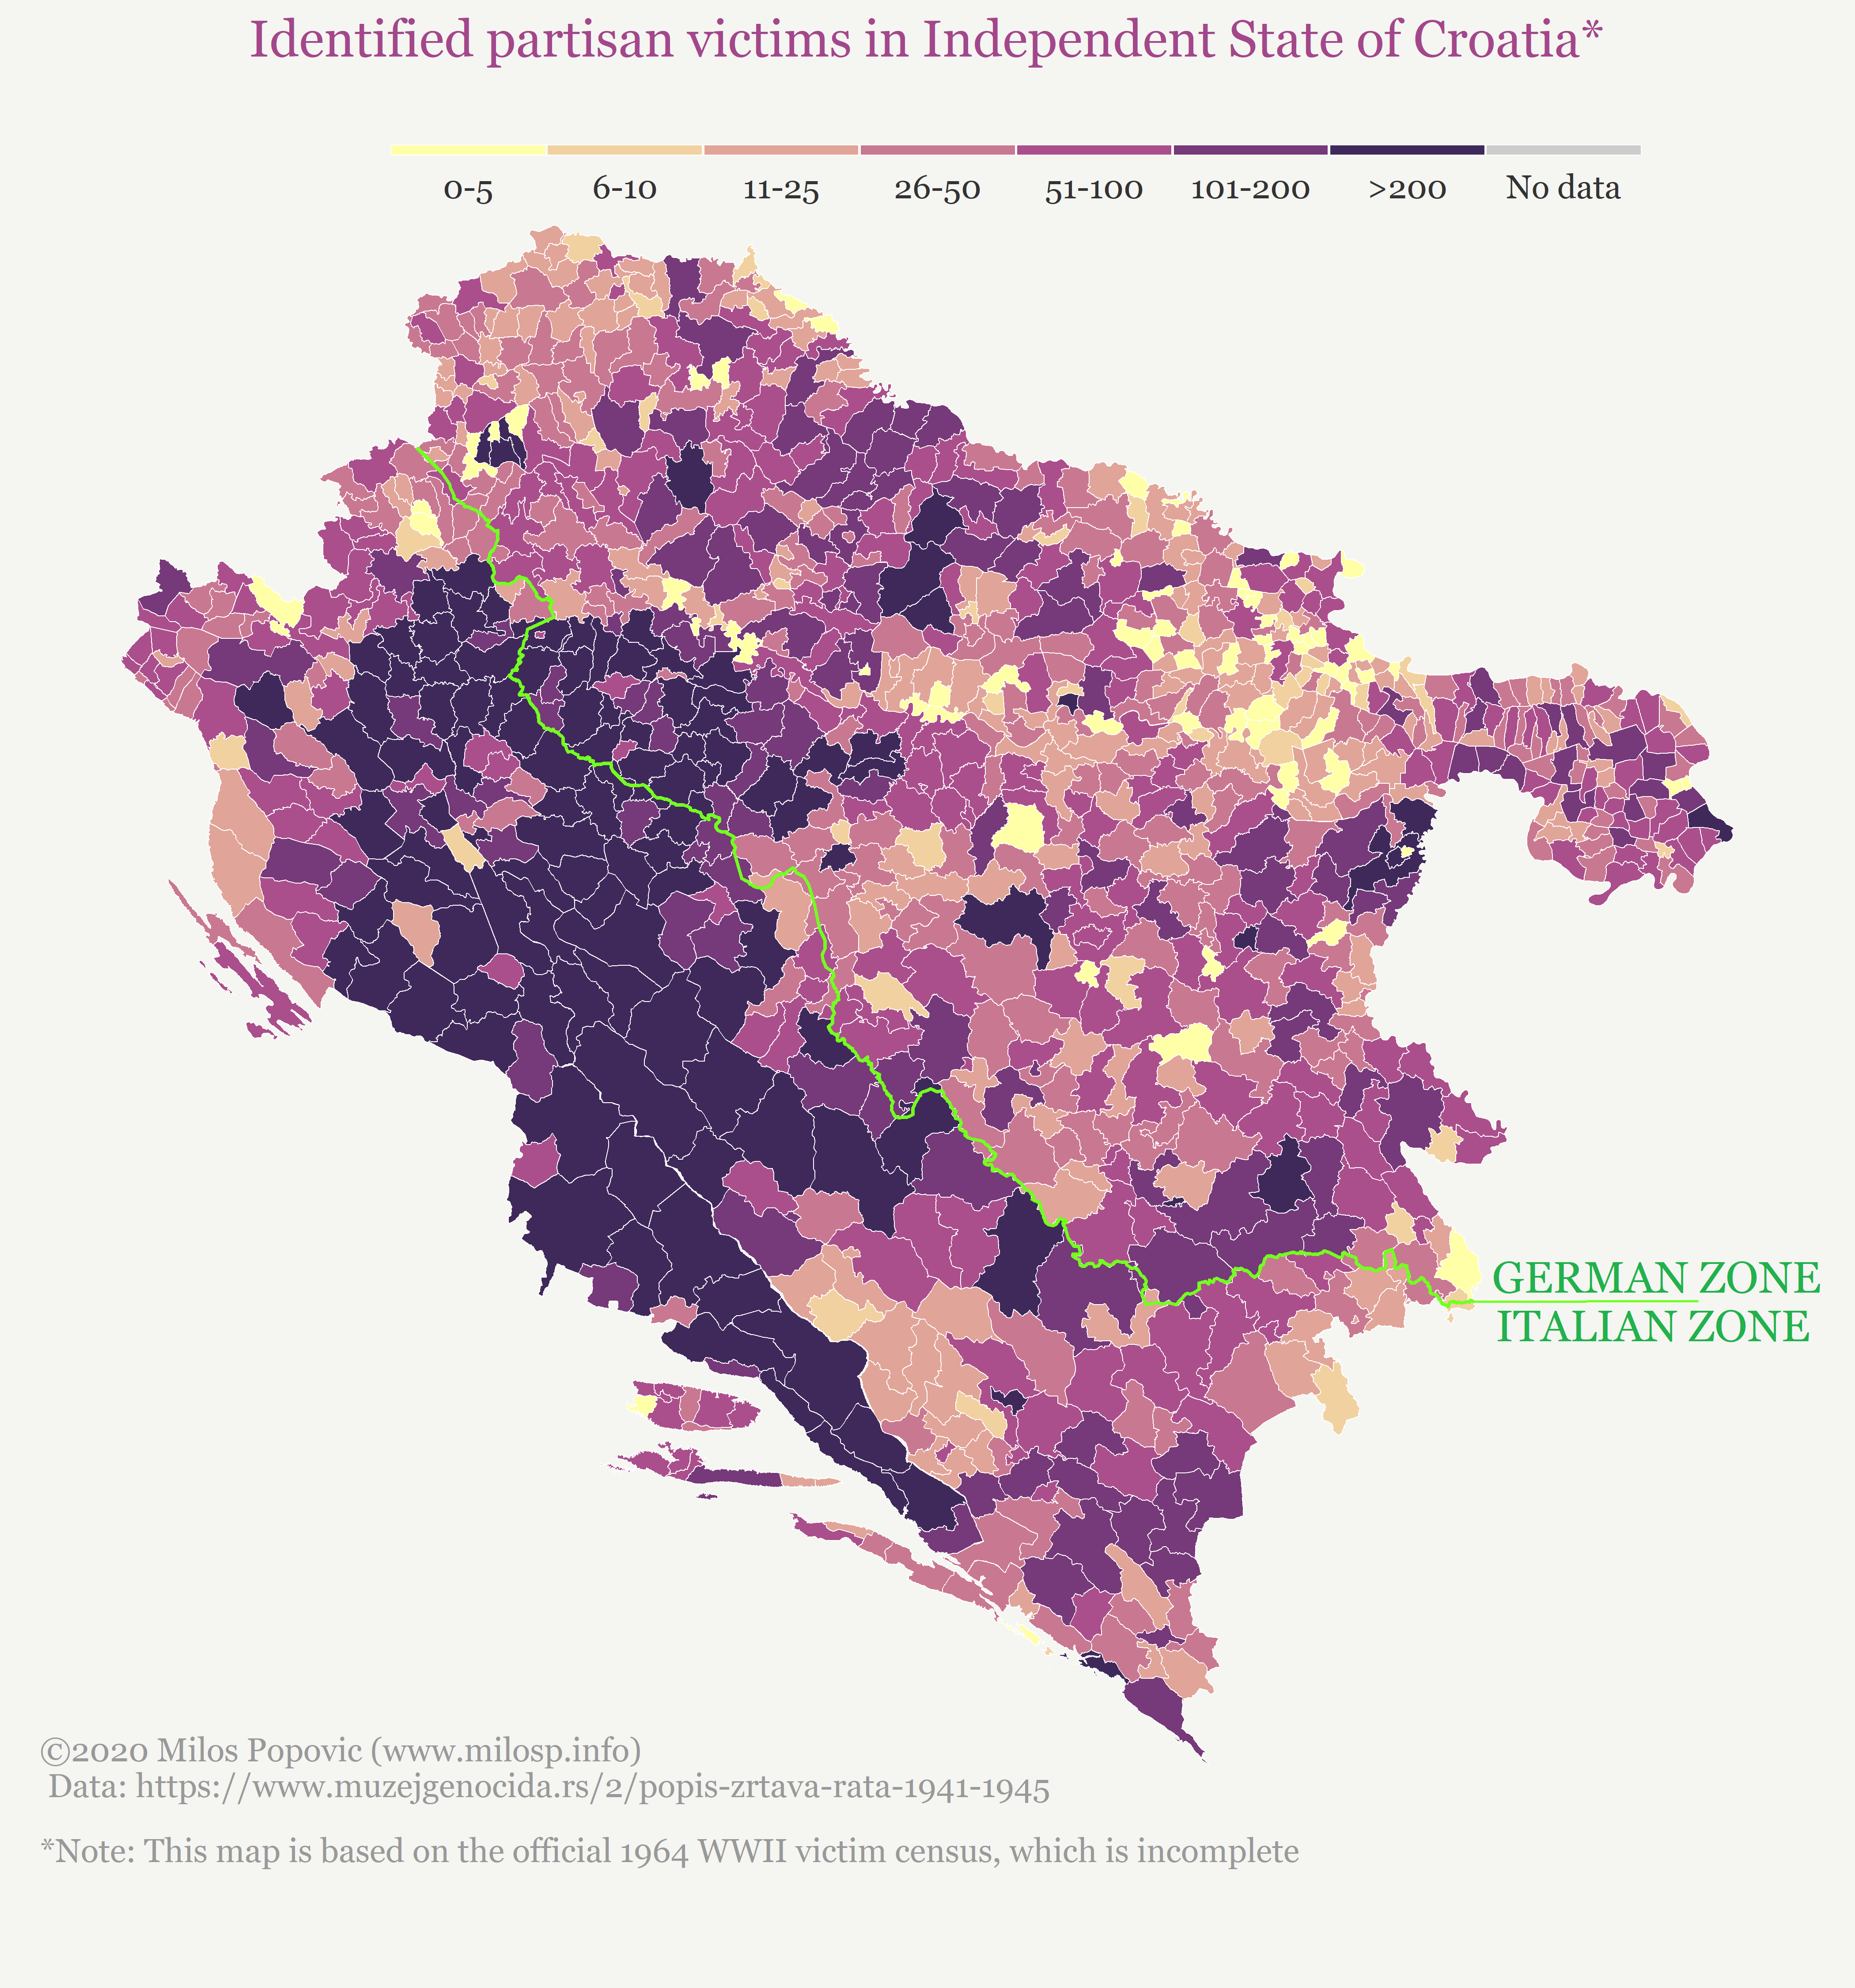 Identified partisan victims in Independent State of Croatia*
0-5 6-10 11-25 26-50 51-100 101-200 >200 No data
GERMAN ZONE
ITALIAN ZONE
©2020 Milos Popovic (www.milosp.info)
Data: https://www.muzejgenocida.rs/2/popis-zrtava-rata-1941-1945
*Note: This map is based on the official 1964 WWII victim census, which is incomplete